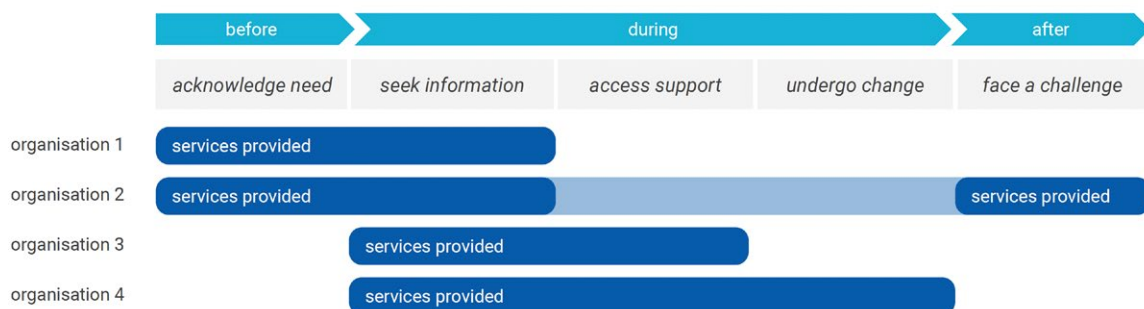 before during after
acknowledge need seek information access support undergo change face a challenge
organisation 1 services provided
organisation 2 services provided services provided
organisation 3 services provided
organisation 4 services provided